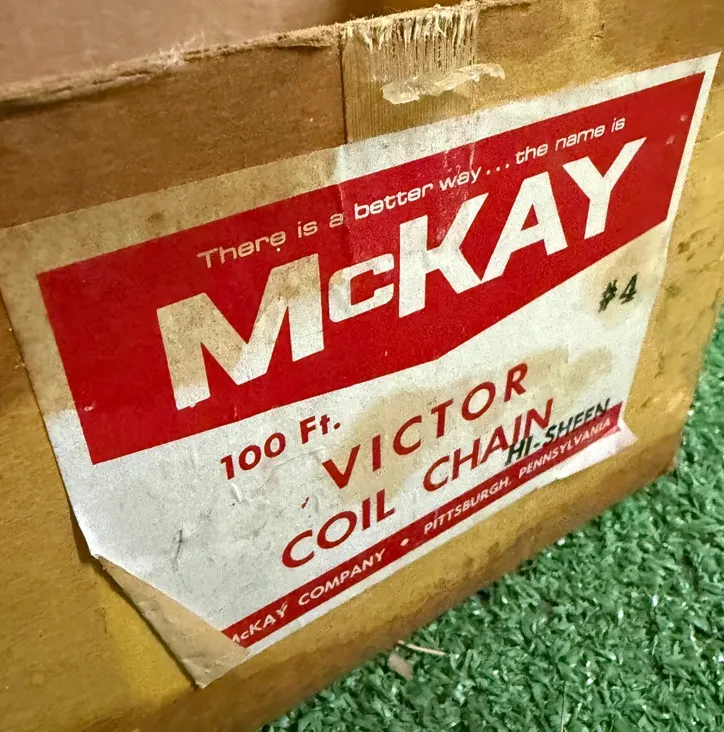 There is a better way... the name is
McKAY
#4
100 Ft.
VICTOR
COIL CHAIN
HI-SHEEN
McKAY COMPANY • PITTSBURGH, PENNSYLVANIA